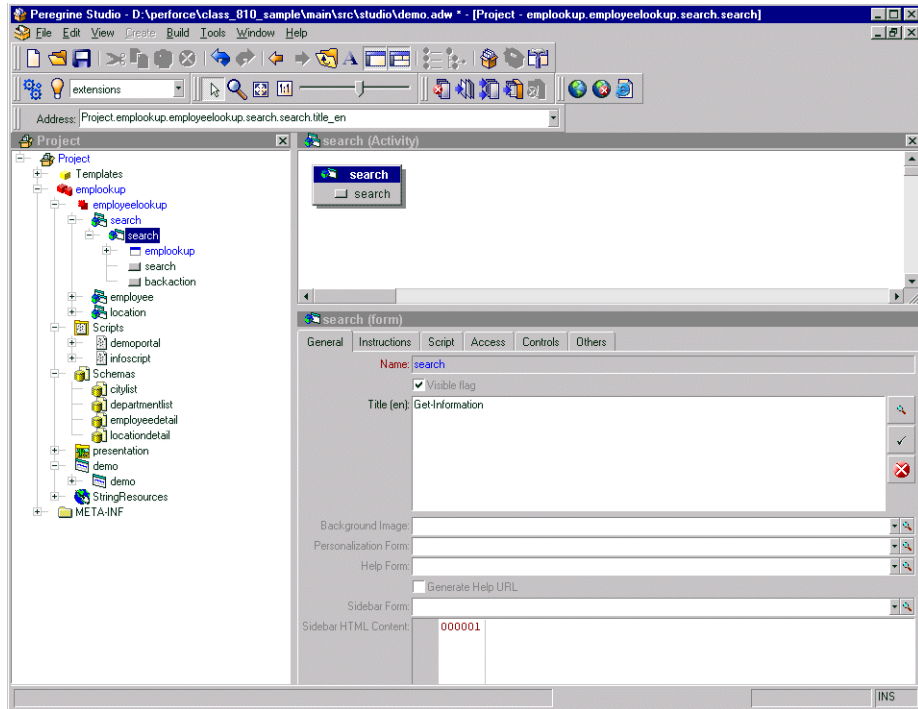 Peregrine Studio - D:\perforce\class_810_sample\main\src\studio\demo.adw * - [Project - emplookup.employeelookup.search.search]
File Edit View Create Build Tools Window Help
extensions
1:1
Address: Project.emplookup.employeelookup.search.search.title_en
Project
Project
Templates
emplookup
employeelookup
search
search
emplookup
search
backaction
employee
location
Scripts
demoportal
infoscript
Schemas
citylist
departmentlist
employeedetail
locationdetail
presentation
demo
demo
StringResources
META-INF
search (Activity)
search
search
search (form)
General Instructions Script Access Controls Others
Name: search
Visible flag
Title (en): Get-Information
Background Image:
Personalization Form:
Help Form:
Generate Help URL
Sidebar Form:
Sidebar HTML Content: 000001
INS